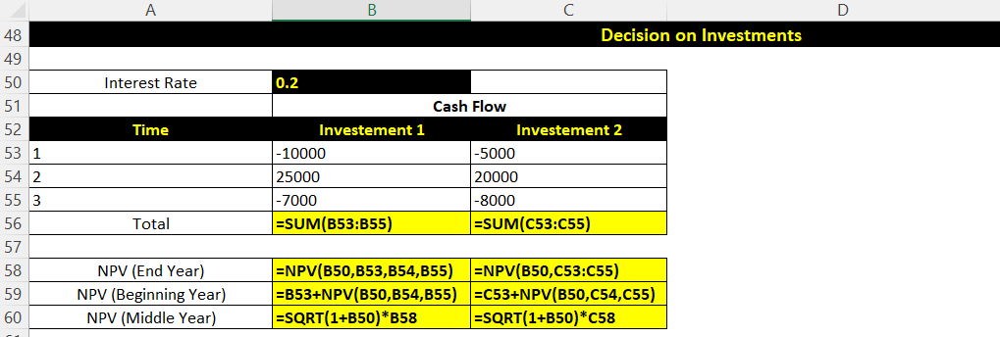 A B C D
48 Decision on Investments
49
50 Interest Rate 0.2
51 Cash Flow
52 Time Investement 1 Investement 2
53 1 -10000 -5000
54 2 25000 20000
55 3 -7000 -8000
56 Total =SUM(B53:B55) =SUM(C53:C55)
57
58 NPV (End Year) =NPV(B50,B53,B54,B55) =NPV(B50,C53:C55)
59 NPV (Beginning Year) =B53+NPV(B50,B54,B55) =C53+NPV(B50,C54,C55)
60 NPV (Middle Year) =SQRT(1+B50)*B58 =SQRT(1+B50)*C58